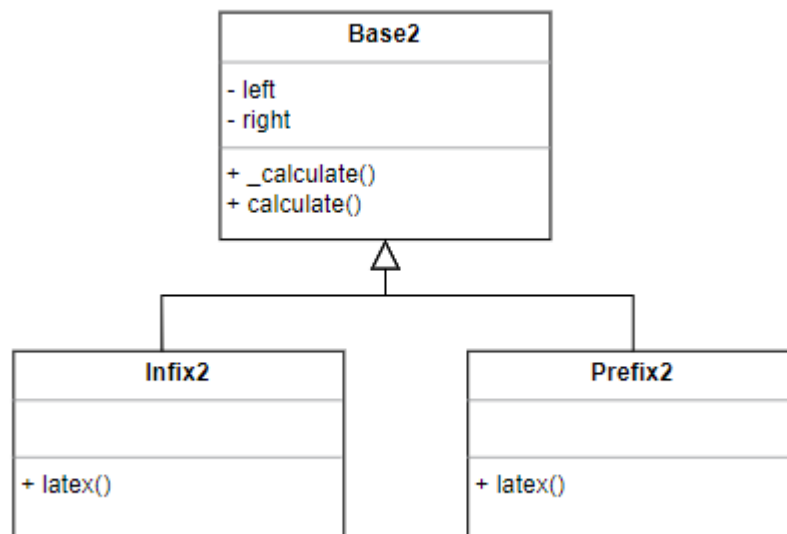 Base2
- left
- right
+ _calculate()
+ calculate()
Infix2
+ latex()
Prefix2
+ latex()